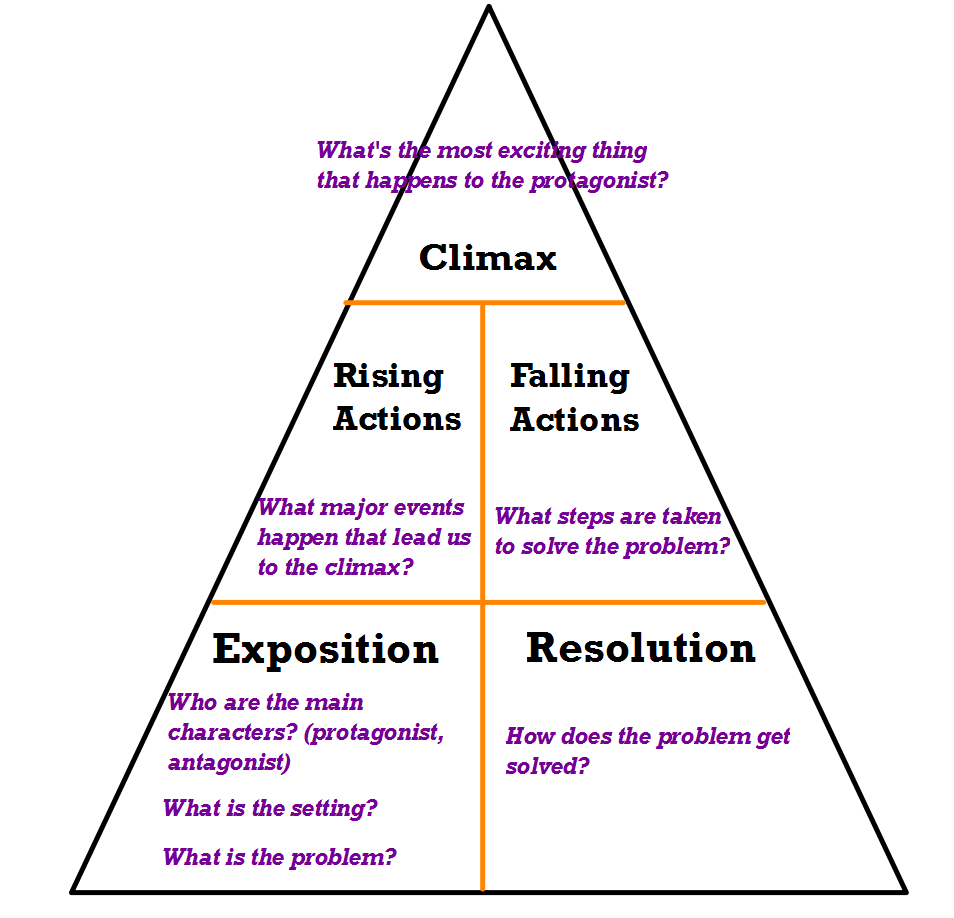 What's the most exciting thing
that happens to the protagonist?
Climax
Rising
Actions
What major events
happen that lead us
to the climax?
Falling
Actions
What steps are taken
to solve the problem?
Exposition
Who are the main
characters? (protagonist,
antagonist)
What is the setting?
What is the problem?
Resolution
How does the problem get
solved?